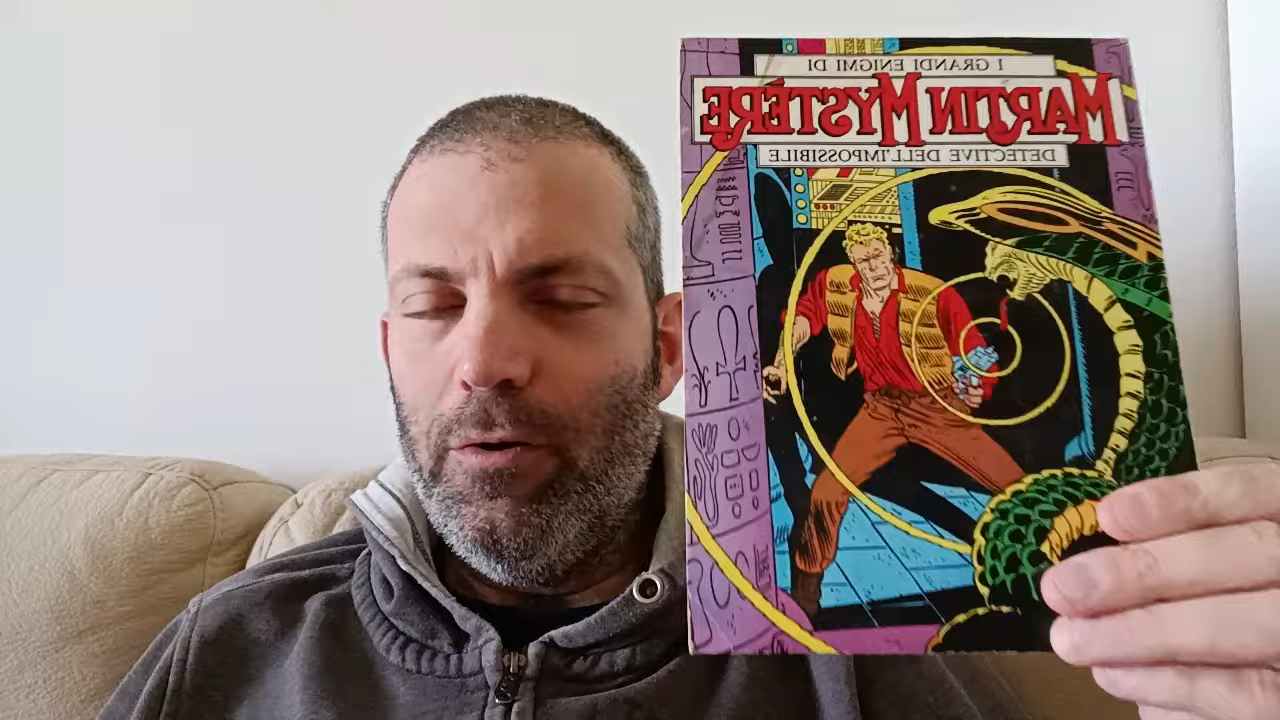 I GRANDI ENIGMI DI
MARTIN MYSTÈRE
DETECTIVE DELL'IMPOSSIBILE